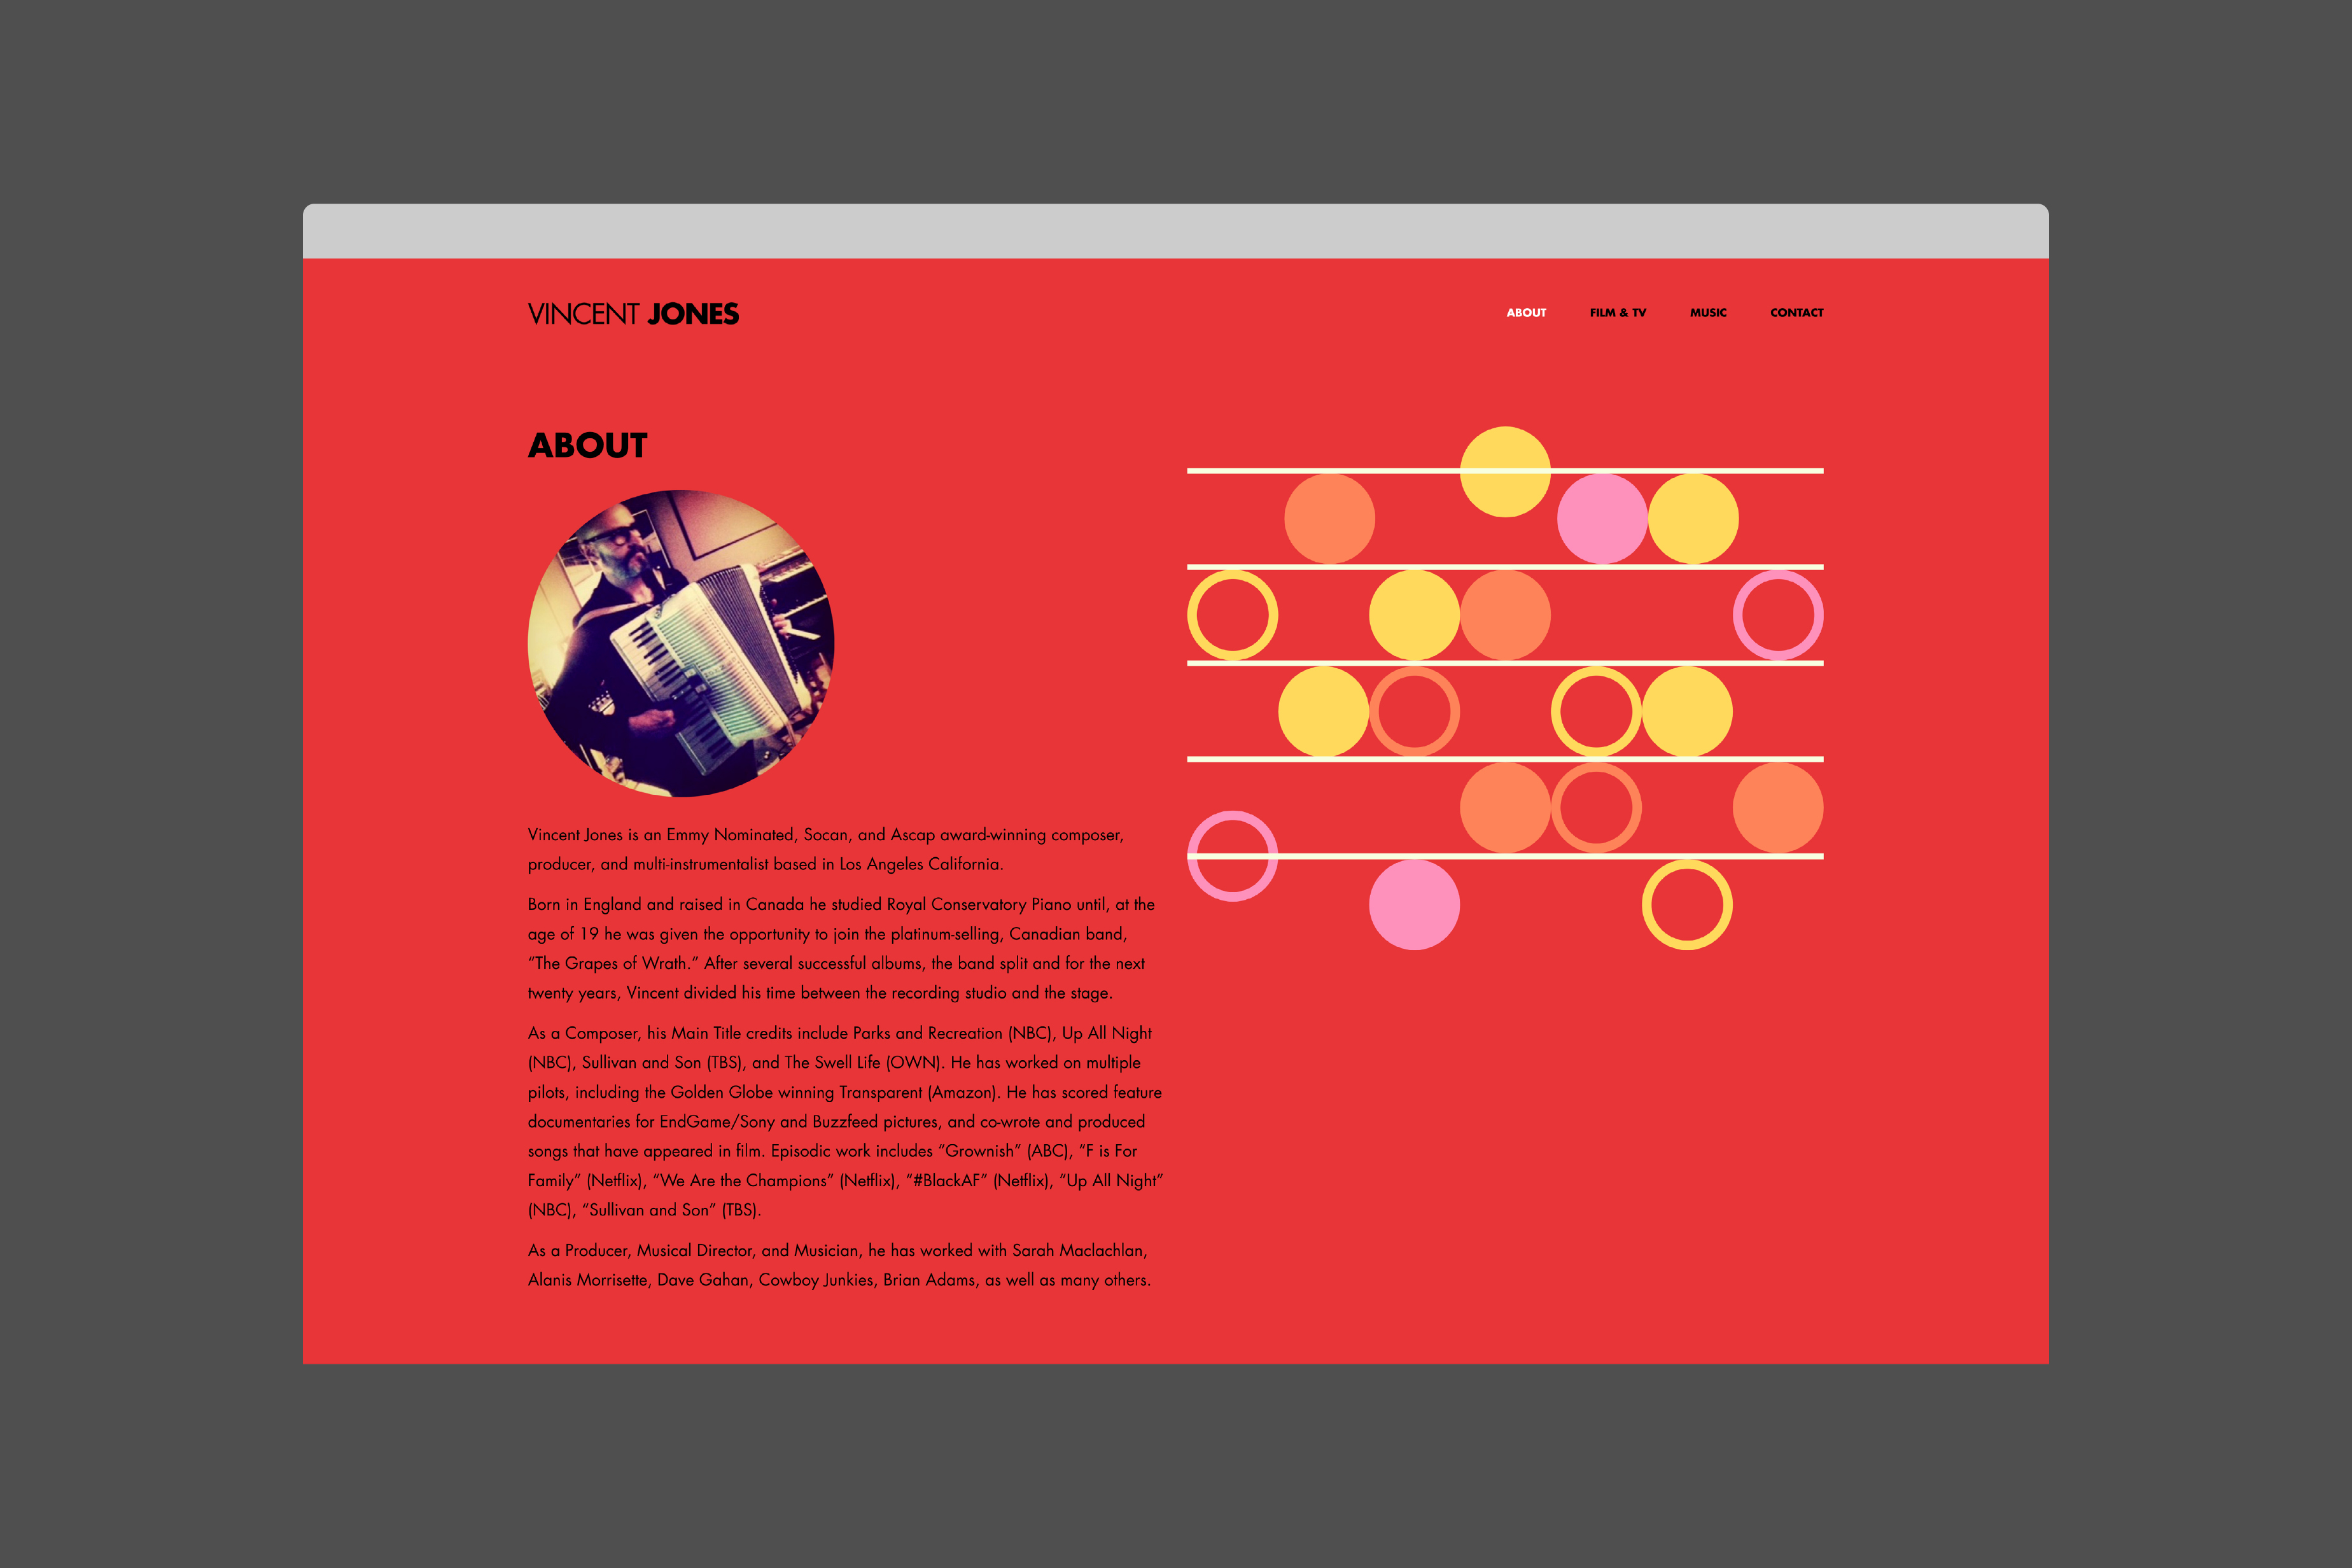 VINCENT JONES
ABOUT FILM & TV MUSIC CONTACT
ABOUT
Vincent Jones is an Emmy Nominated, Socan, and Ascap award-winning composer,
producer, and multi-instrumentalist based in Los Angeles California.
Born in England and raised in Canada he studied Royal Conservatory Piano until, at the
age of 19 he was given the opportunity to join the platinum-selling, Canadian band,
“The Grapes of Wrath.” After several successful albums, the band split and for the next
twenty years, Vincent divided his time between the recording studio and the stage.
As a Composer, his Main Title credits include Parks and Recreation (NBC), Up All Night
(NBC), Sullivan and Son (TBS), and The Swell Life (OWN). He has worked on multiple
pilots, including the Golden Globe winning Transparent (Amazon). He has scored feature
documentaries for EndGame/Sony and Buzzfeed pictures, and co-wrote and produced
songs that have appeared in film. Episodic work includes “Grownish” (ABC), “F is For
Family” (Netflix), “We Are the Champions” (Netflix), “#BlackAF” (Netflix), “Up All Night”
(NBC), “Sullivan and Son” (TBS).
As a Producer, Musical Director, and Musician, he has worked with Sarah Maclachlan,
Alanis Morrisette, Dave Gahan, Cowboy Junkies, Brian Adams, as well as many others.